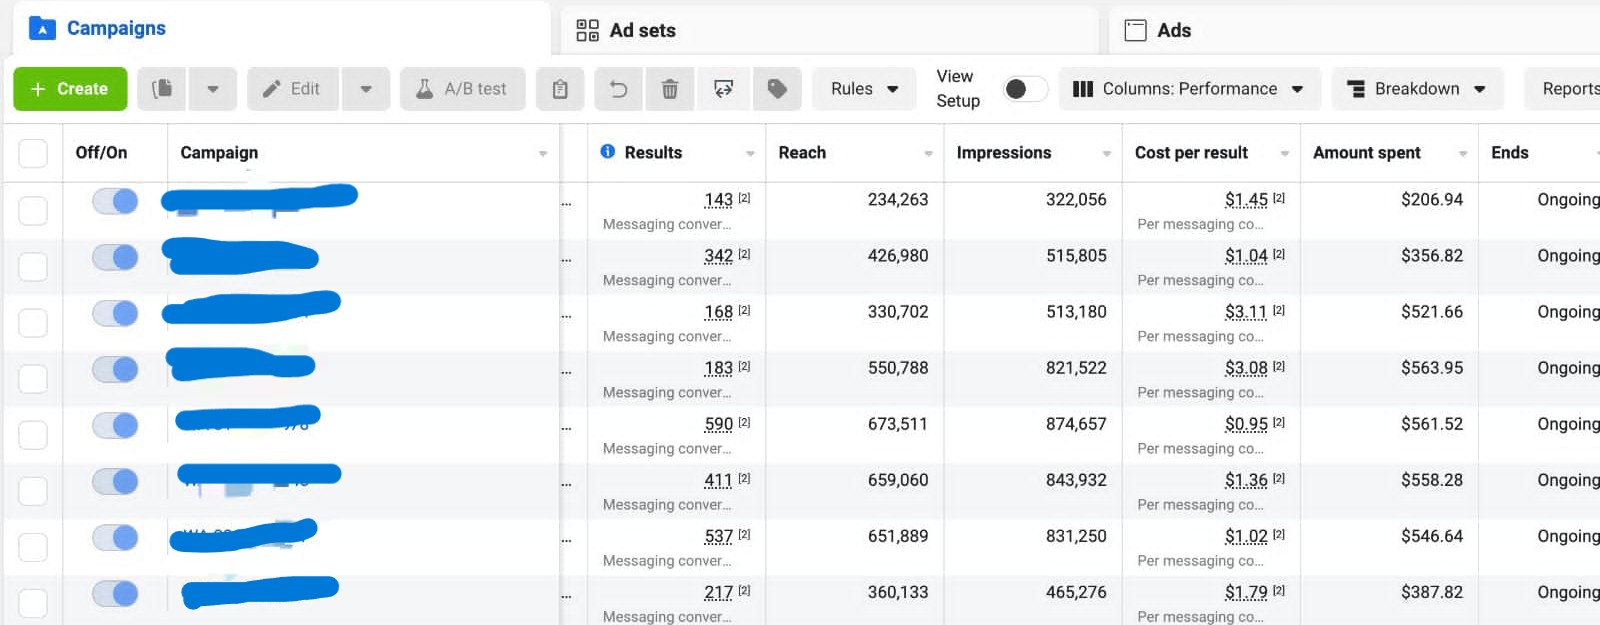 Campaigns
Ad sets
Ads
+ Create
Edit
A/B test
Rules
View Setup
Columns: Performance
Breakdown
Reports
Off/On Campaign Results Reach Impressions Cost per result Amount spent Ends
... 143 [2] 234,263 322,056 $1.45 [2] $206.94 Ongoing
Messaging conver... Per messaging co...
... 342 [2] 426,980 515,805 $1.04 [2] $356.82 Ongoing
Messaging conver... Per messaging co...
... 168 [2] 330,702 513,180 $3.11 [2] $521.66 Ongoing
Messaging conver... Per messaging co...
... 183 [2] 550,788 821,522 $3.08 [2] $563.95 Ongoing
Messaging conver... Per messaging co...
... 590 [2] 673,511 874,657 $0.95 [2] $561.52 Ongoing
Messaging conver... Per messaging co...
... 411 [2] 659,060 843,932 $1.36 [2] $558.28 Ongoing
Messaging conver... Per messaging co...
... 537 [2] 651,889 831,250 $1.02 [2] $546.64 Ongoing
Messaging conver... Per messaging co...
... 217 [2] 360,133 465,276 $1.79 [2] $387.82 Ongoing
Messaging conver... Per messaging co...